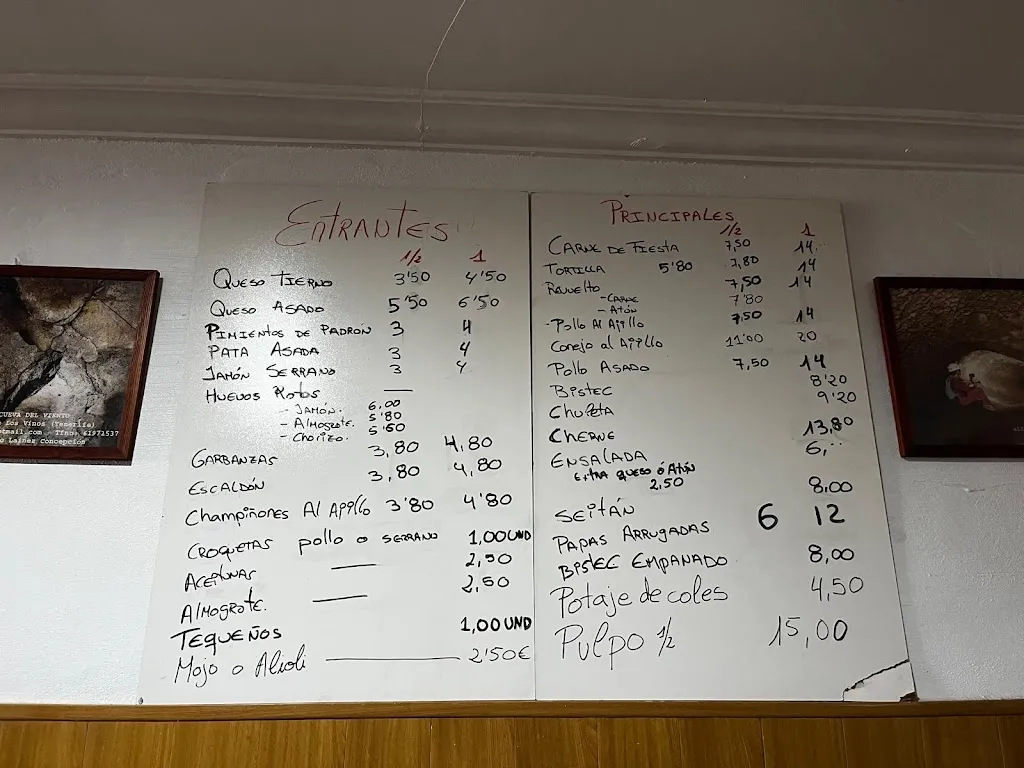 ENTRANTES
1/2 1
QUESO TIERNO 3'50 4'50
QUESO ASADO 5'50 6'50
PIMIENTOS DE PADRON 3 4
PATA ASADA 3 4
JAMÓN SERRANO 3 4
HUEVOS Rotos —
- JAMÓN. 6,00
- ALMOGROTE. 5'80
- CHORIZO. 5'50
GARBANZAS 3,80 4,80
ESCALDÓN 3,80 4,80
CHAMPIÑONES Al AJILLO 3'80 4'80
CROQUETAS pollo o SERRANO 1,00UND
ACEITUNAS — 2,50
ALMOGROTE. — 2,50
TEQUEÑOS 1,00 UND
Mojo o Alioli — 2'50€
PRINCIPALES
1/2 1
CARNE DE FIESTA 7,50 14
TORTILLA 5'80 7,80 14
REVUELTO 7,50 14
- CARNE 7'80
- ATÚN
- Pollo Al Ajillo 7,50 14
Conejo al Ajillo 11'00 20
Pollo ASADO 7,50 14
BISTEC 8'20
CHULETA 9'20
CHERNE 13,80
ENSALADA 6,
EXTRA QUESO ó ATÚN
2,50
SEITÁN 8,00
PAPAS ARRUGADAS 6 12
BISTEC EMPANADO 8,00
Potaje de coles 4,50
Pulpo 1/2 15,00
CUEVA DEL VIENTO
Los Vinos (Tenerife)